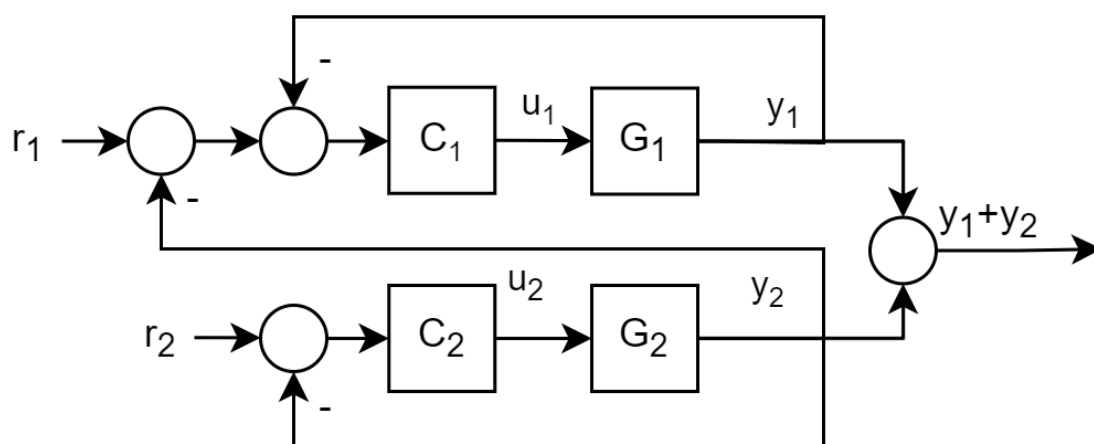 -
r₁ C₁ u₁ G₁ y₁
-
y₁+y₂
r₂ C₂ u₂ G₂ y₂
-